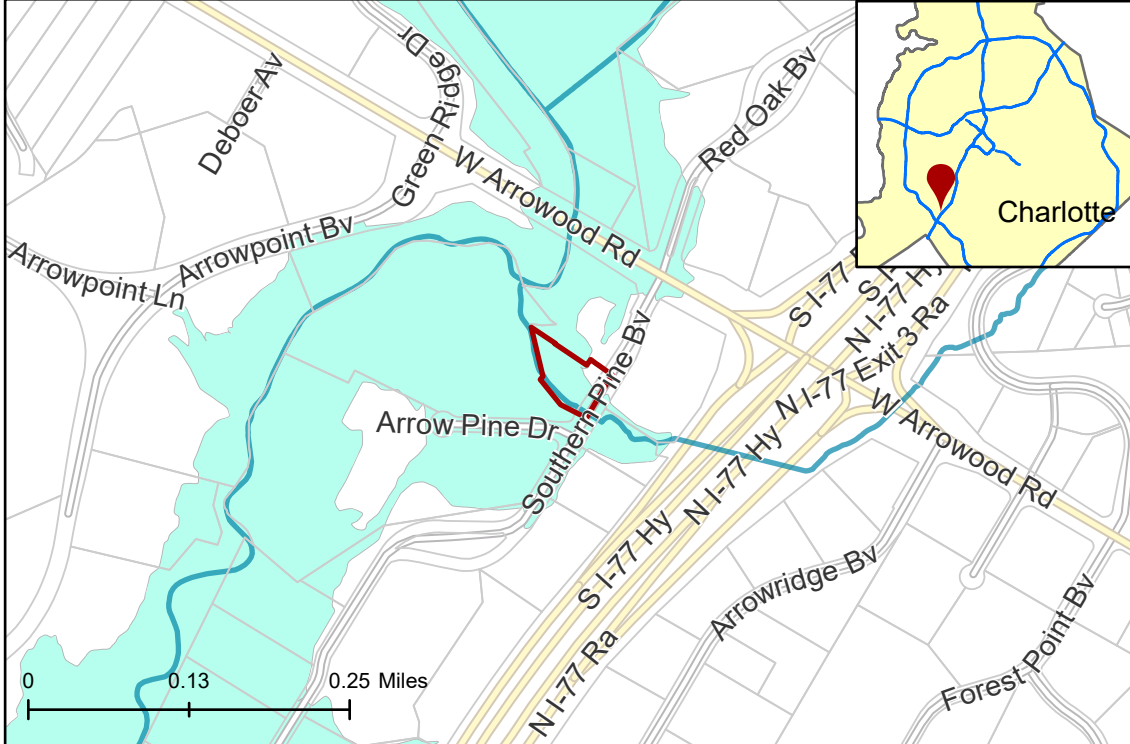 Green Ridge Dr
Deboer Av
Red Oak Bv
W Arrowood Rd
Charlotte
Arrowpoint Bv
Arrowpoint Ln
S I-77
S I-
N I-77 Hy
N I-77 Exit 3 Ra
Southern Pine Bv
Arrow Pine Dr
W Arrowood Rd
N I-77 Hy
S I-77 Hy
Arrowridge Bv
Forest Point Bv
N I-77 Ra
0 0.13 0.25 Miles